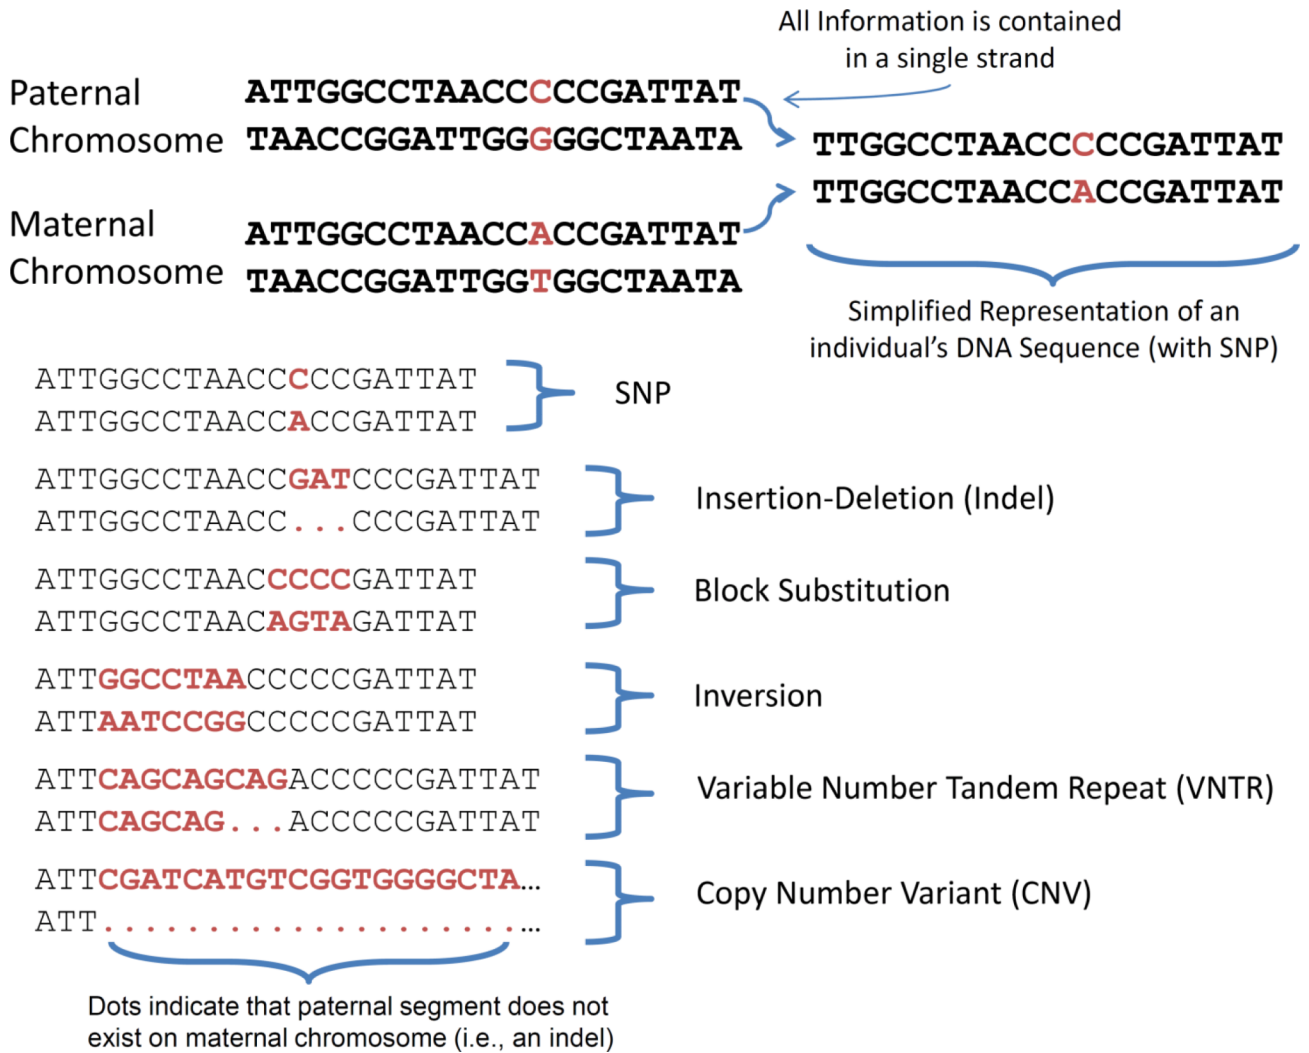 All Information is contained
in a single strand
Paternal
Chromosome
ATTGGCCTAACCCCCGATTAT
TAACCGGATTGGGGGCTAATA
Maternal
Chromosome
ATTGGCCTAACCACCGATTAT
TAACCGGATTGGTGGCTAATA
TTGGCCTAACCCCCGATTAT
TTGGCCTAACCACCGATTAT
Simplified Representation of an
individual's DNA Sequence (with SNP)
ATTGGCCTAACCCCCGATTAT
ATTGGCCTAACCACCGATTAT
SNP
ATTGGCCTAACCGATCCCGATTAT
ATTGGCCTAACC...CCCGATTAT
Insertion-Deletion (Indel)
ATTGGCCTAACCCCCGATTAT
ATTGGCCTAACAGTAGATTAT
Block Substitution
ATTGGCCTAACCCCCGATTAT
ATTAATCCGGCCCCCGATTAT
Inversion
ATTCAGCAGCAGACCCCCGATTAT
ATTCAGCAG...ACCCCCGATTAT
Variable Number Tandem Repeat (VNTR)
ATTCGATCATGTCGGTGGGGCTA...
ATT.......................
Copy Number Variant (CNV)
Dots indicate that paternal segment does not
exist on maternal chromosome (i.e., an indel)